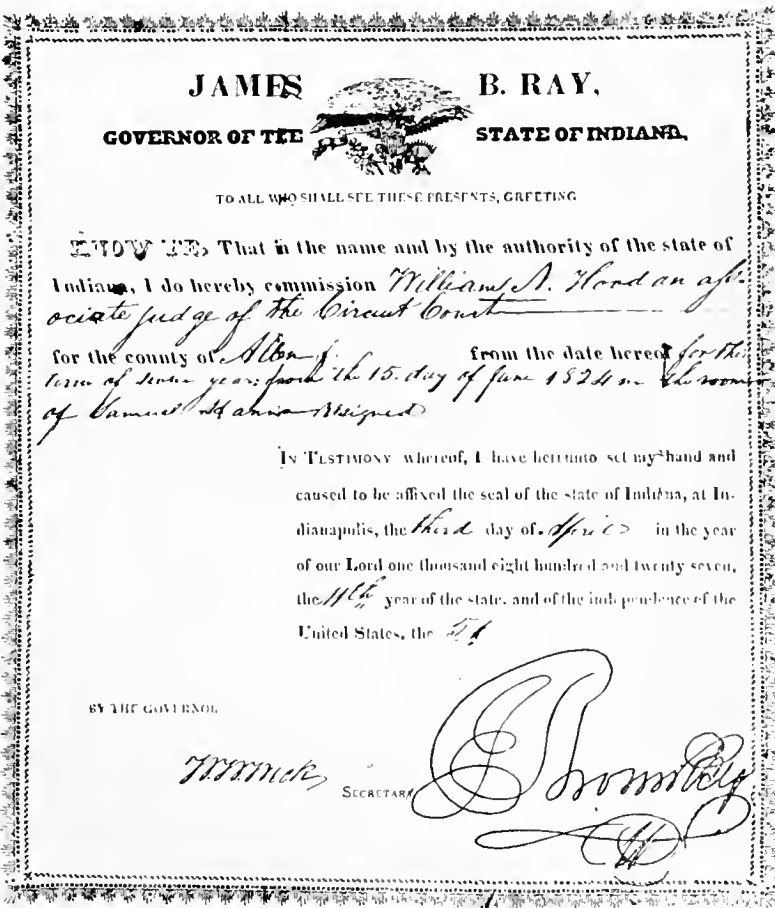 JAMES B. RAY,
GOVERNOR OF THE STATE OF INDIANA,
TO ALL WHO SHALL SEE THESE PRESENTS, GREETING
KNOW YE, That in the name and by the authority of the state of
Indiana, I do hereby commission William N. Hood an ass-
ociate judge of the Circuit Court
for the county of Allen from the date hereof for the
term of seven years from the 15. day of June 1824 in the room
of Samuel Hanna Resigned
IN TESTIMONY whereof, I have hereunto set my hand and
caused to be affixed the seal of the state of Indiana, at In-
dianapolis, the third day of April in the year
of our Lord one thousand eight hundred and twenty seven,
the 11th year of the state, and of the independence of the
United States, the 51
BY THE GOVERNOR
W. W. Wick,
SECRETARY